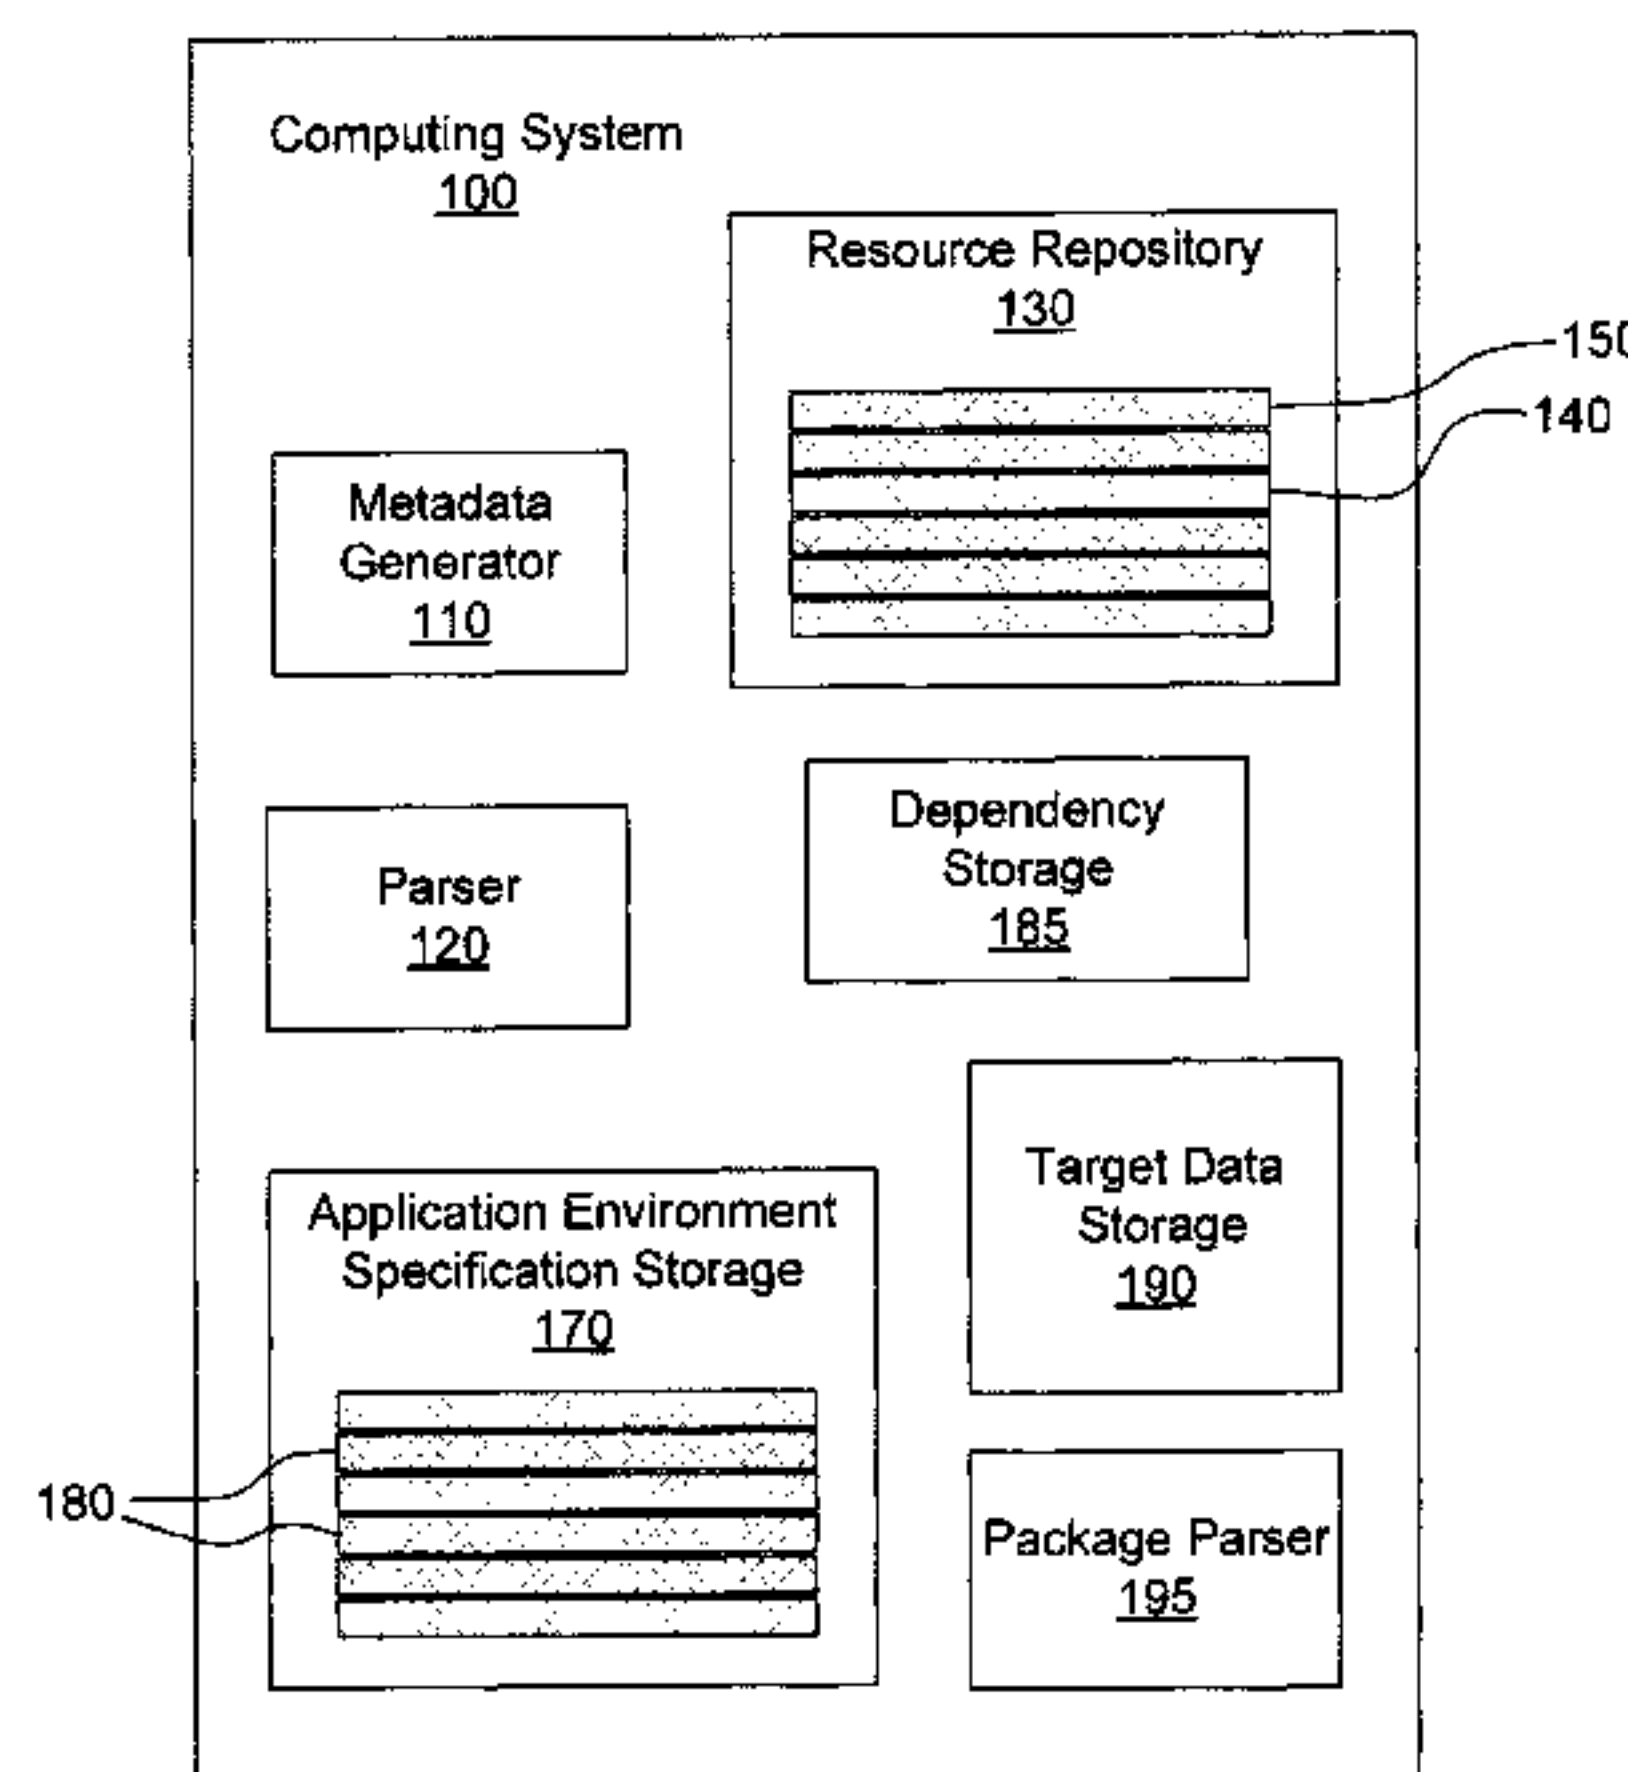 Computing System
100
Resource Repository
130
150
140
Metadata
Generator
110
Dependency
Storage
185
Parser
120
Target Data
Storage
190
Application Environment
Specification Storage
170
180
Package Parser
195